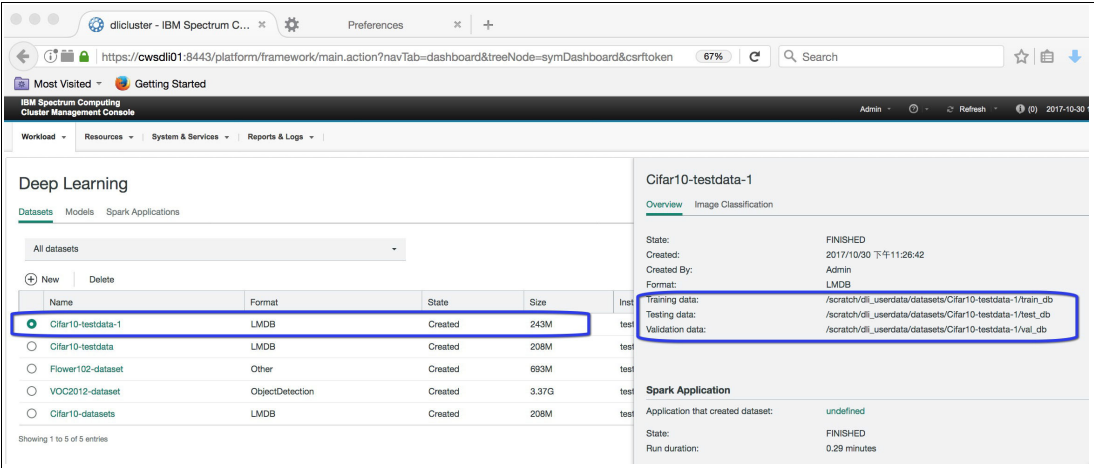 dlicluster - IBM Spectrum C... × Preferences × +
https://cwsdli01:8443/platform/framework/main.action?navTab=dashboard&treeNode=symDashboard&csrftoken 67% Search
Most Visited Getting Started
IBM Spectrum Computing
Cluster Management Console
Admin Refresh (0) 2017-10-30
Workload Resources System & Services Reports & Logs
Deep Learning
Datasets Models Spark Applications
All datasets
New Delete
Name Format State Size Inst
Cifar10-testdata-1 LMDB Created 243M test
Cifar10-testdata LMDB Created 208M test
Flower102-dataset Other Created 693M test
VOC2012-dataset ObjectDetection Created 3.37G test
Cifar10-datasets LMDB Created 208M test
Showing 1 to 5 of 5 entries
Cifar10-testdata-1
Overview Image Classification
State: FINISHED
Created: 2017/10/30 下午11:26:42
Created By: Admin
Format: LMDB
Training data: /scratch/dli_userdata/datasets/Cifar10-testdata-1/train_db
Testing data: /scratch/dli_userdata/datasets/Cifar10-testdata-1/test_db
Validation data: /scratch/dli_userdata/datasets/Cifar10-testdata-1/val_db
Spark Application
Application that created dataset: undefined
State: FINISHED
Run duration: 0.29 minutes